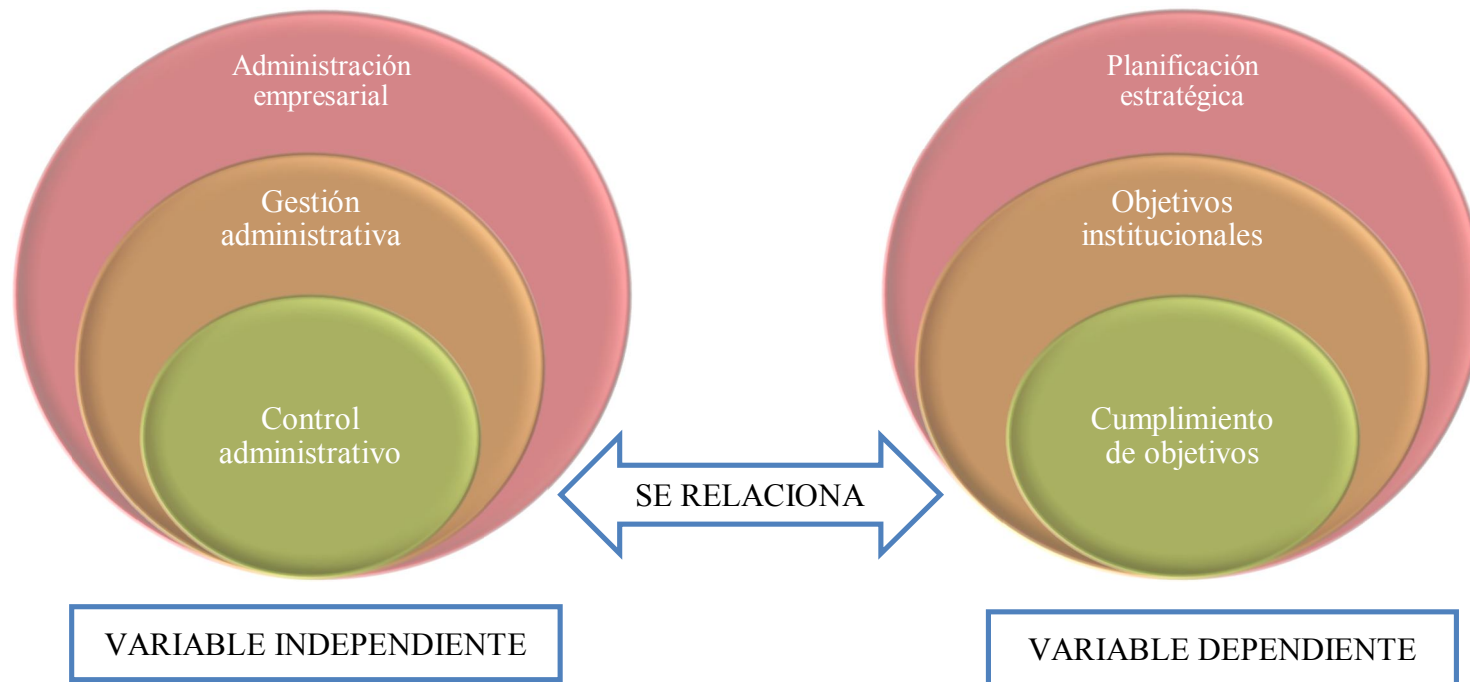 Administración
empresarial
Gestión
administrativa
Control
administrativo
SE RELACIONA
Planificación
estratégica
Objetivos
institucionales
Cumplimiento
de objetivos
VARIABLE INDEPENDIENTE
VARIABLE DEPENDIENTE